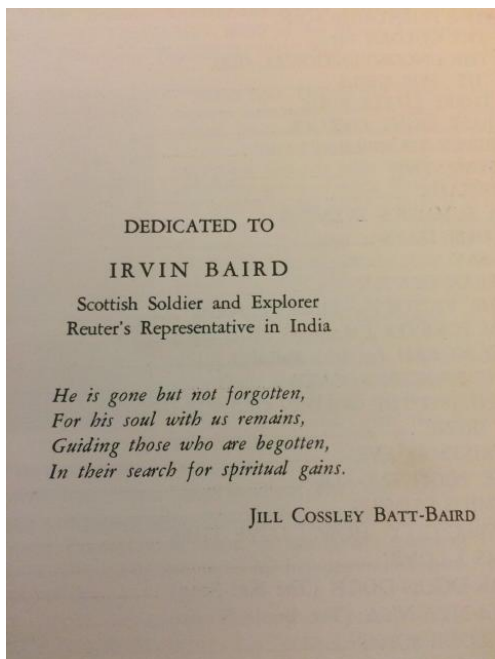 DEDICATED TO
IRVIN BAIRD
Scottish Soldier and Explorer
Reuter's Representative in India
He is gone but not forgotten,
For his soul with us remains,
Guiding those who are begotten,
In their search for spiritual gains.
JILL COSSLEY BATT-BAIRD